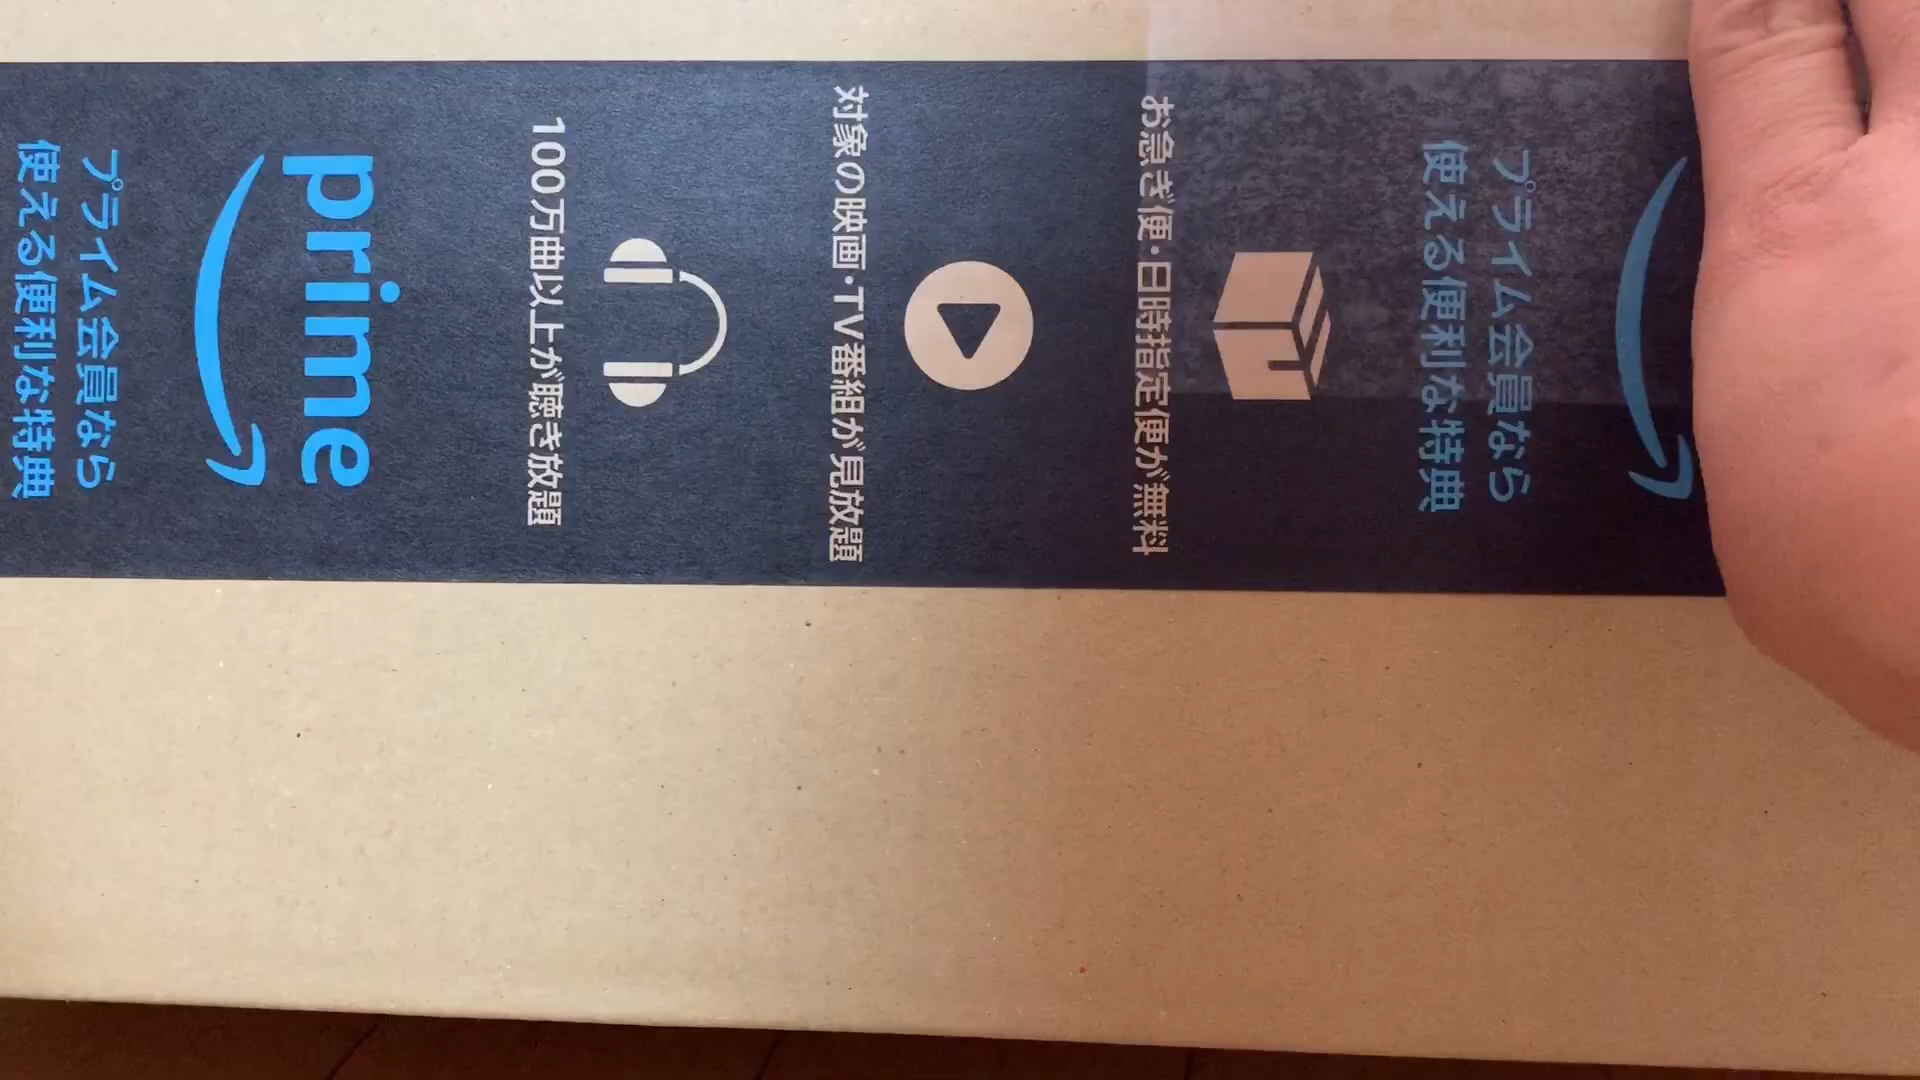 プライム会員なら
使える便利な特典
お急ぎ便・日時指定便が無料
対象の映画・TV番組が見放題
100万曲以上が聴き放題
prime
プライム会員なら
使える便利な特典